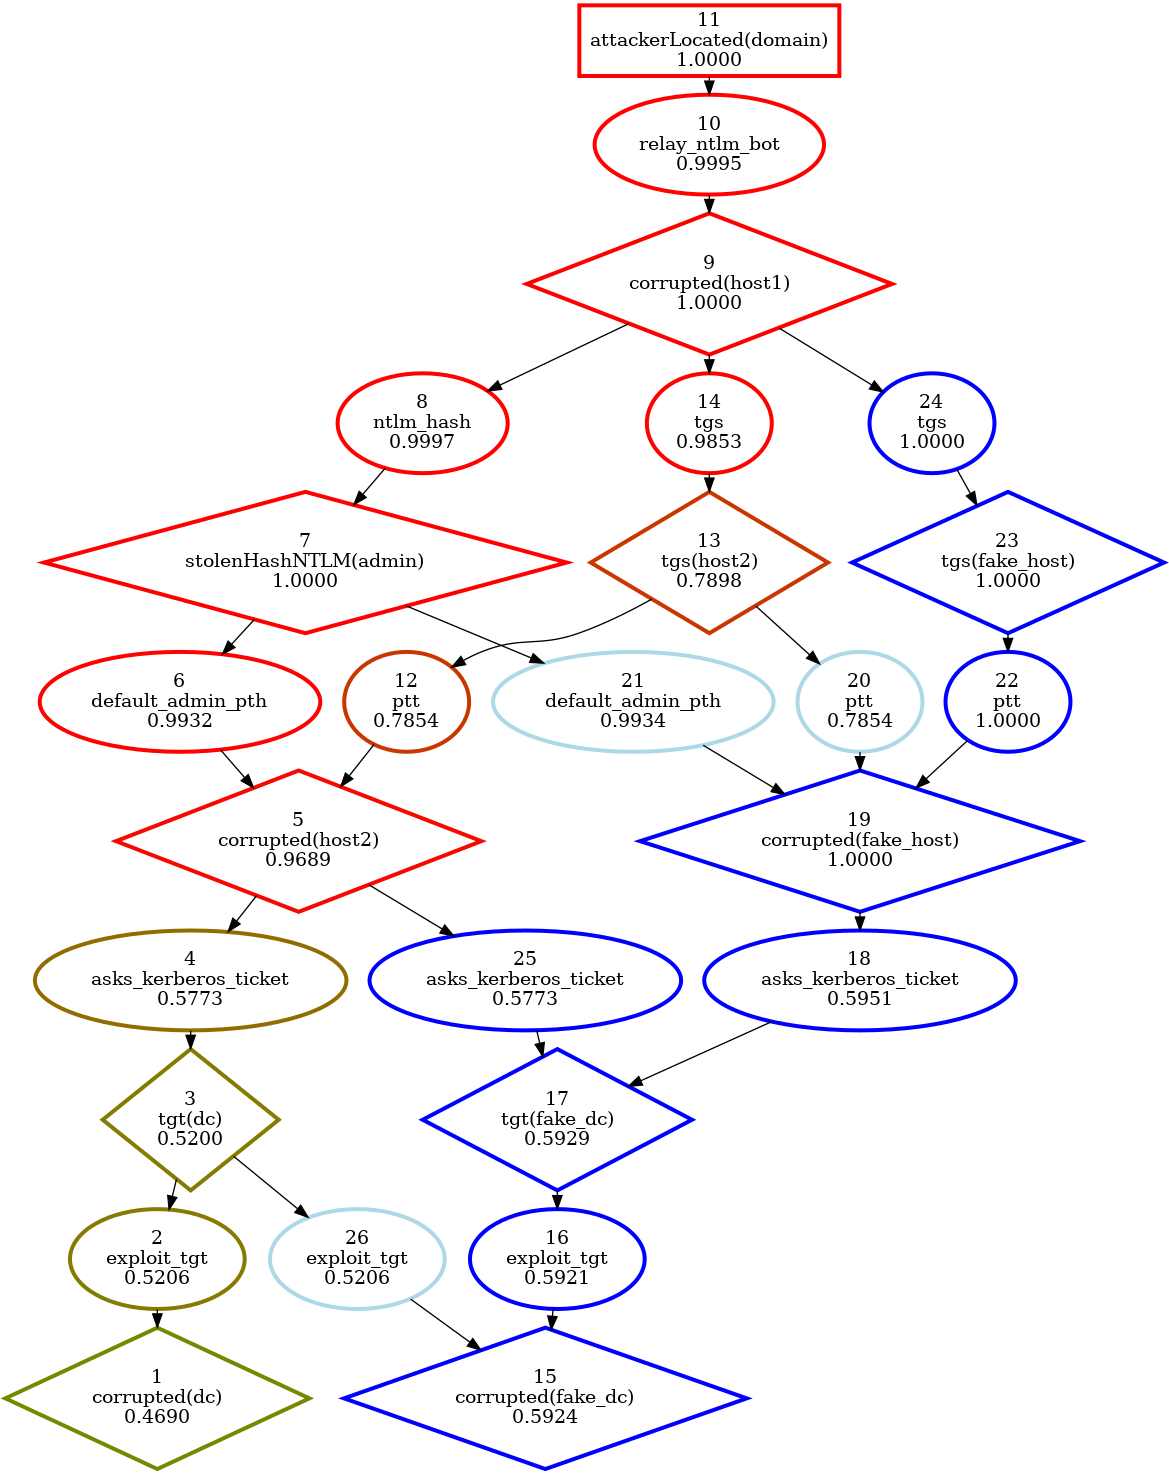 11
attackerLocated(domain)
1.0000
10
relay_ntlm_bot
0.9995
9
corrupted(host1)
1.0000
8
ntlm_hash
0.9997
14
tgs
0.9853
24
tgs
1.0000
7
stolenHashNTLM(admin)
1.0000
13
tgs(host2)
0.7898
23
tgs(fake_host)
1.0000
6
default_admin_pth
0.9932
12
ptt
0.7854
21
default_admin_pth
0.9934
20
ptt
0.7854
22
ptt
1.0000
5
corrupted(host2)
0.9689
19
corrupted(fake_host)
1.0000
4
asks_kerberos_ticket
0.5773
25
asks_kerberos_ticket
0.5773
18
asks_kerberos_ticket
0.5951
3
tgt(dc)
0.5200
17
tgt(fake_dc)
0.5929
2
exploit_tgt
0.5206
26
exploit_tgt
0.5206
16
exploit_tgt
0.5921
1
corrupted(dc)
0.4690
15
corrupted(fake_dc)
0.5924